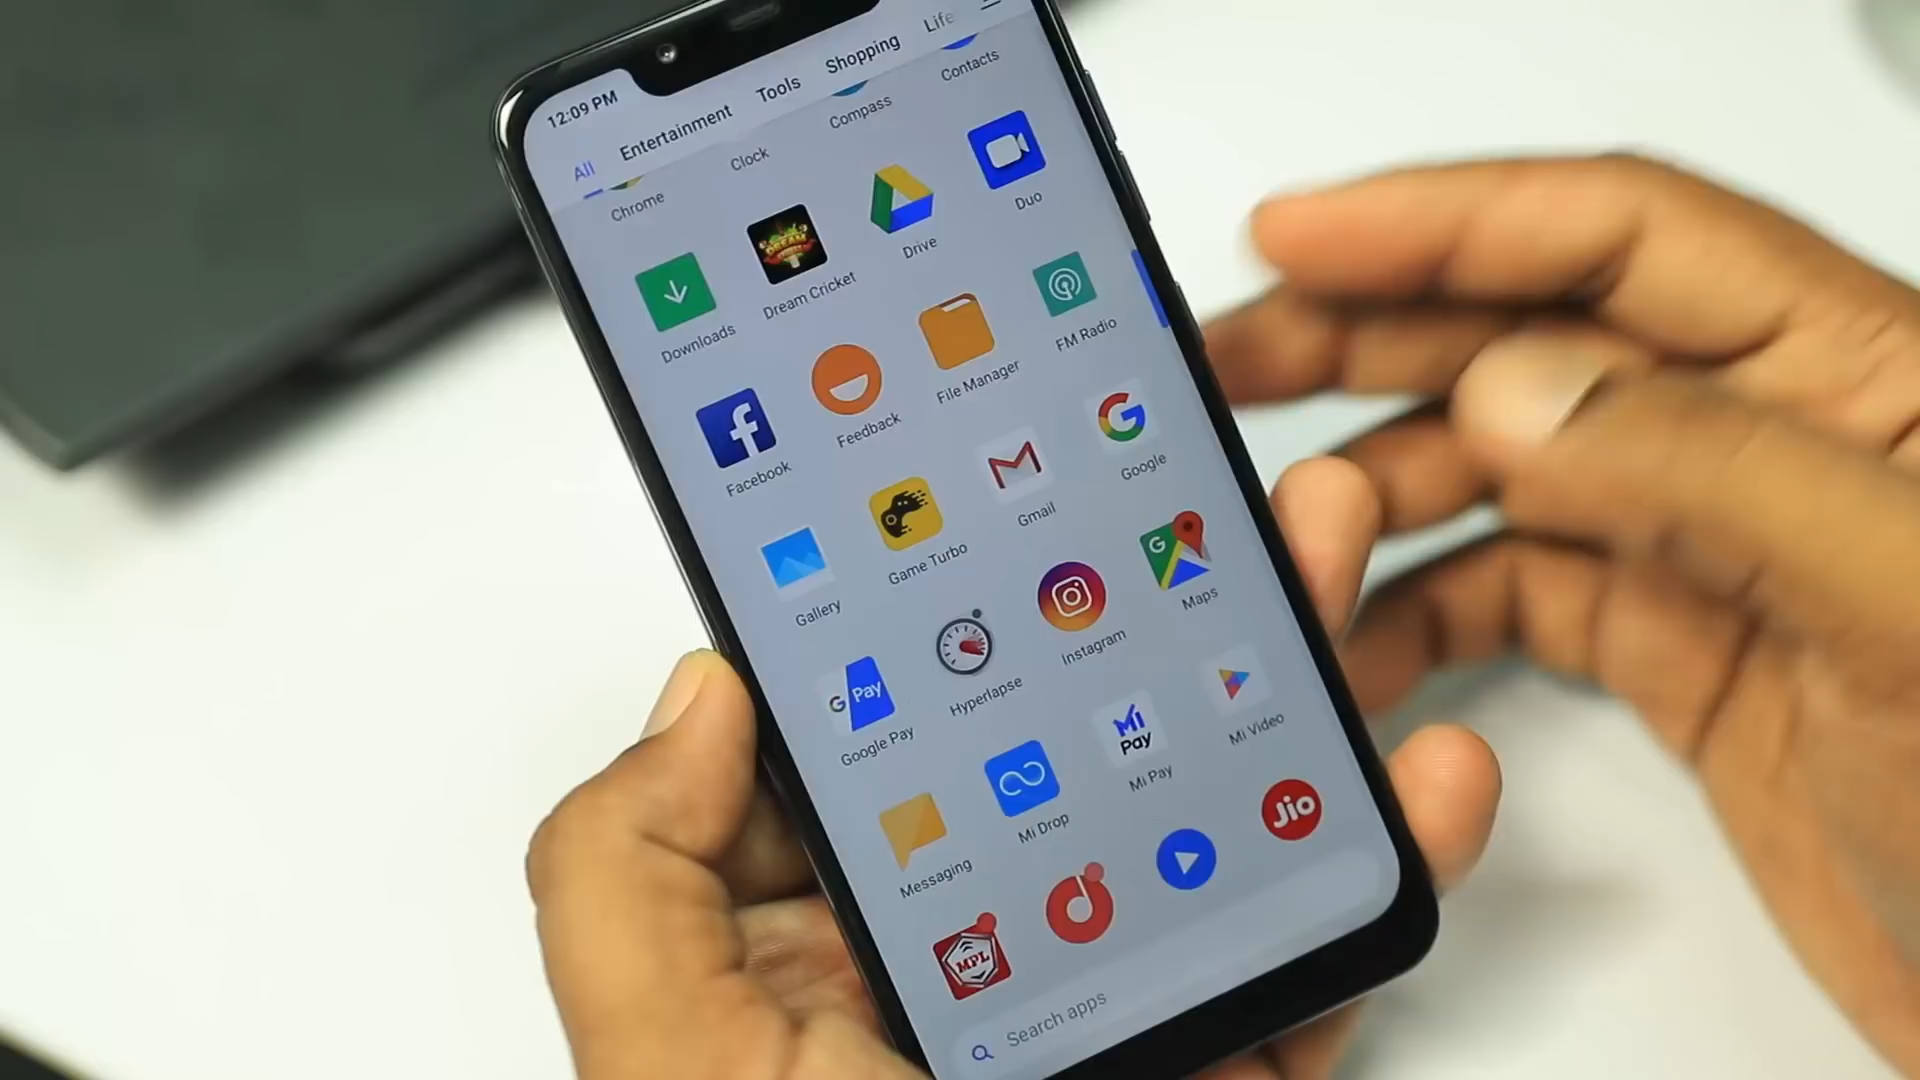 12:09 PM
All Entertainment Tools Shopping Life
Chrome Clock Compass Contacts
Downloads Dream Cricket Drive Duo
DREAM
Facebook Feedback File Manager FM Radio
Gallery Game Turbo Gmail Google
G Pay
G
Google Pay Hyperlapse Instagram Maps
Mi Pay
Messaging Mi Drop Mi Pay Mi Video
MPL
Jio
Search apps